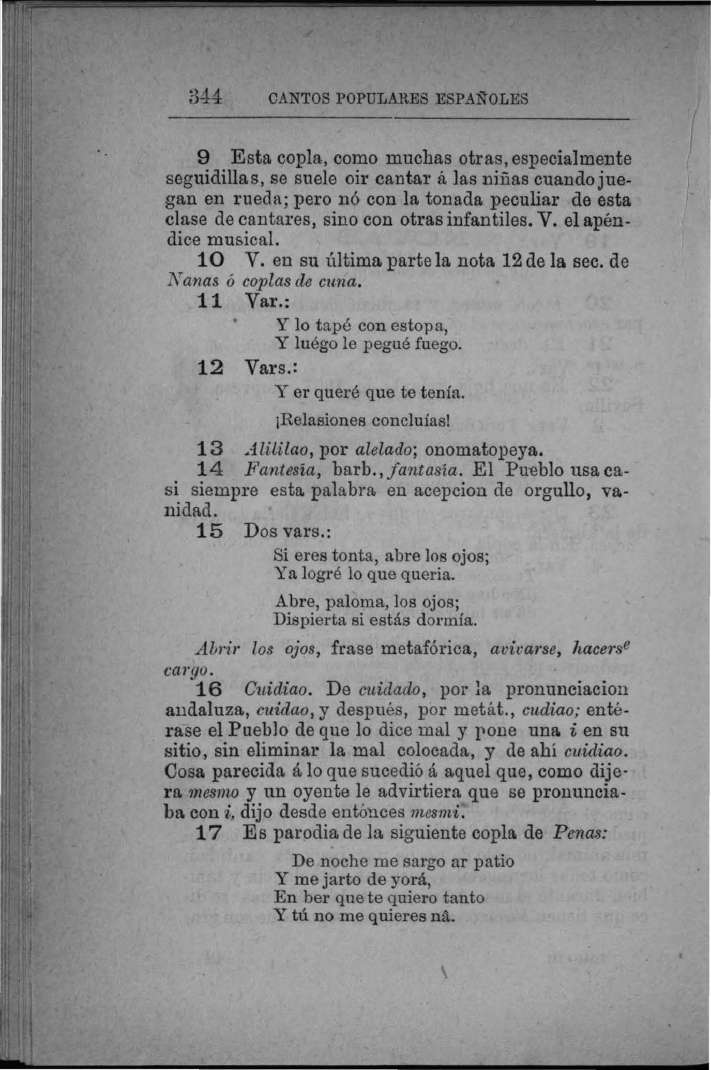 344 CANTOS POPULARES ESPAÑOLES
9 Esta copla, como muchas otras, especialmente
seguidillas, se suele oir cantar á las niñas cuando jue-
gan en rueda; pero nó con la tonada peculiar de esta
clase de cantares, sino con otras infantiles. V. el apén-
dice musical.
10 V. en su última parte la nota 12 de la sec. de
Nanas ó coplas de cuna.
11 Var.:
Y lo tapé con estopa,
Y luégo le pegué fuego.
12 Vars.:
Y er queré que te tenía.
¡Relasiones concluías!
13 Alililao, por alelado; onomatopeya.
14 Fantesía, barb., fantasía. El Pueblo usa ca-
si siempre esta palabra en acepcion de orgullo, va-
nidad.
15 Dos vars.:
Si eres tonta, abre los ojos;
Ya logré lo que queria.
Abre, paloma, los ojos;
Dispierta si estás dormía.
Abrir los ojos, frase metafórica, avivarse, hacerse
cargo.
16 Cuidiao. De cuidado, por la pronunciacion
andaluza, cuidao, y después, por metát., cudiao; enté-
rase el Pueblo de que lo dice mal y pone una i en su
sitio, sin eliminar la mal colocada, y de ahí cuidiao.
Cosa parecida á lo que sucedió á aquel que, como dije-
ra mesmo y un oyente le advirtiera que se pronuncia-
ba con i, dijo desde entónces mesmi.
17 Es parodia de la siguiente copla de Penas:
De noche me sargo ar patio
Y me jarto de yorá,
En ber que te quiero tanto
Y tú no me quieres nâ.